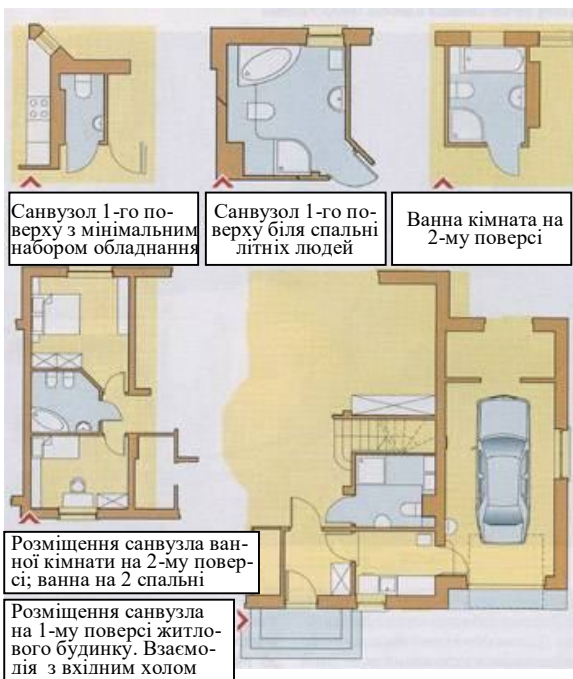 Санвузол 1-го по-
верху з мінімальним
набором обладнання
Санвузол 1-го по-
верху біля спальні
літніх людей
Ванна кімната на
2-му поверсі
Розміщення санвузла ван-
ної кімнати на 2-му повер-
сі; ванна на 2 спальні
Розміщення санвузла
на 1-му поверсі житло-
вого будинку. Взаємо-
дія з вхідним холом